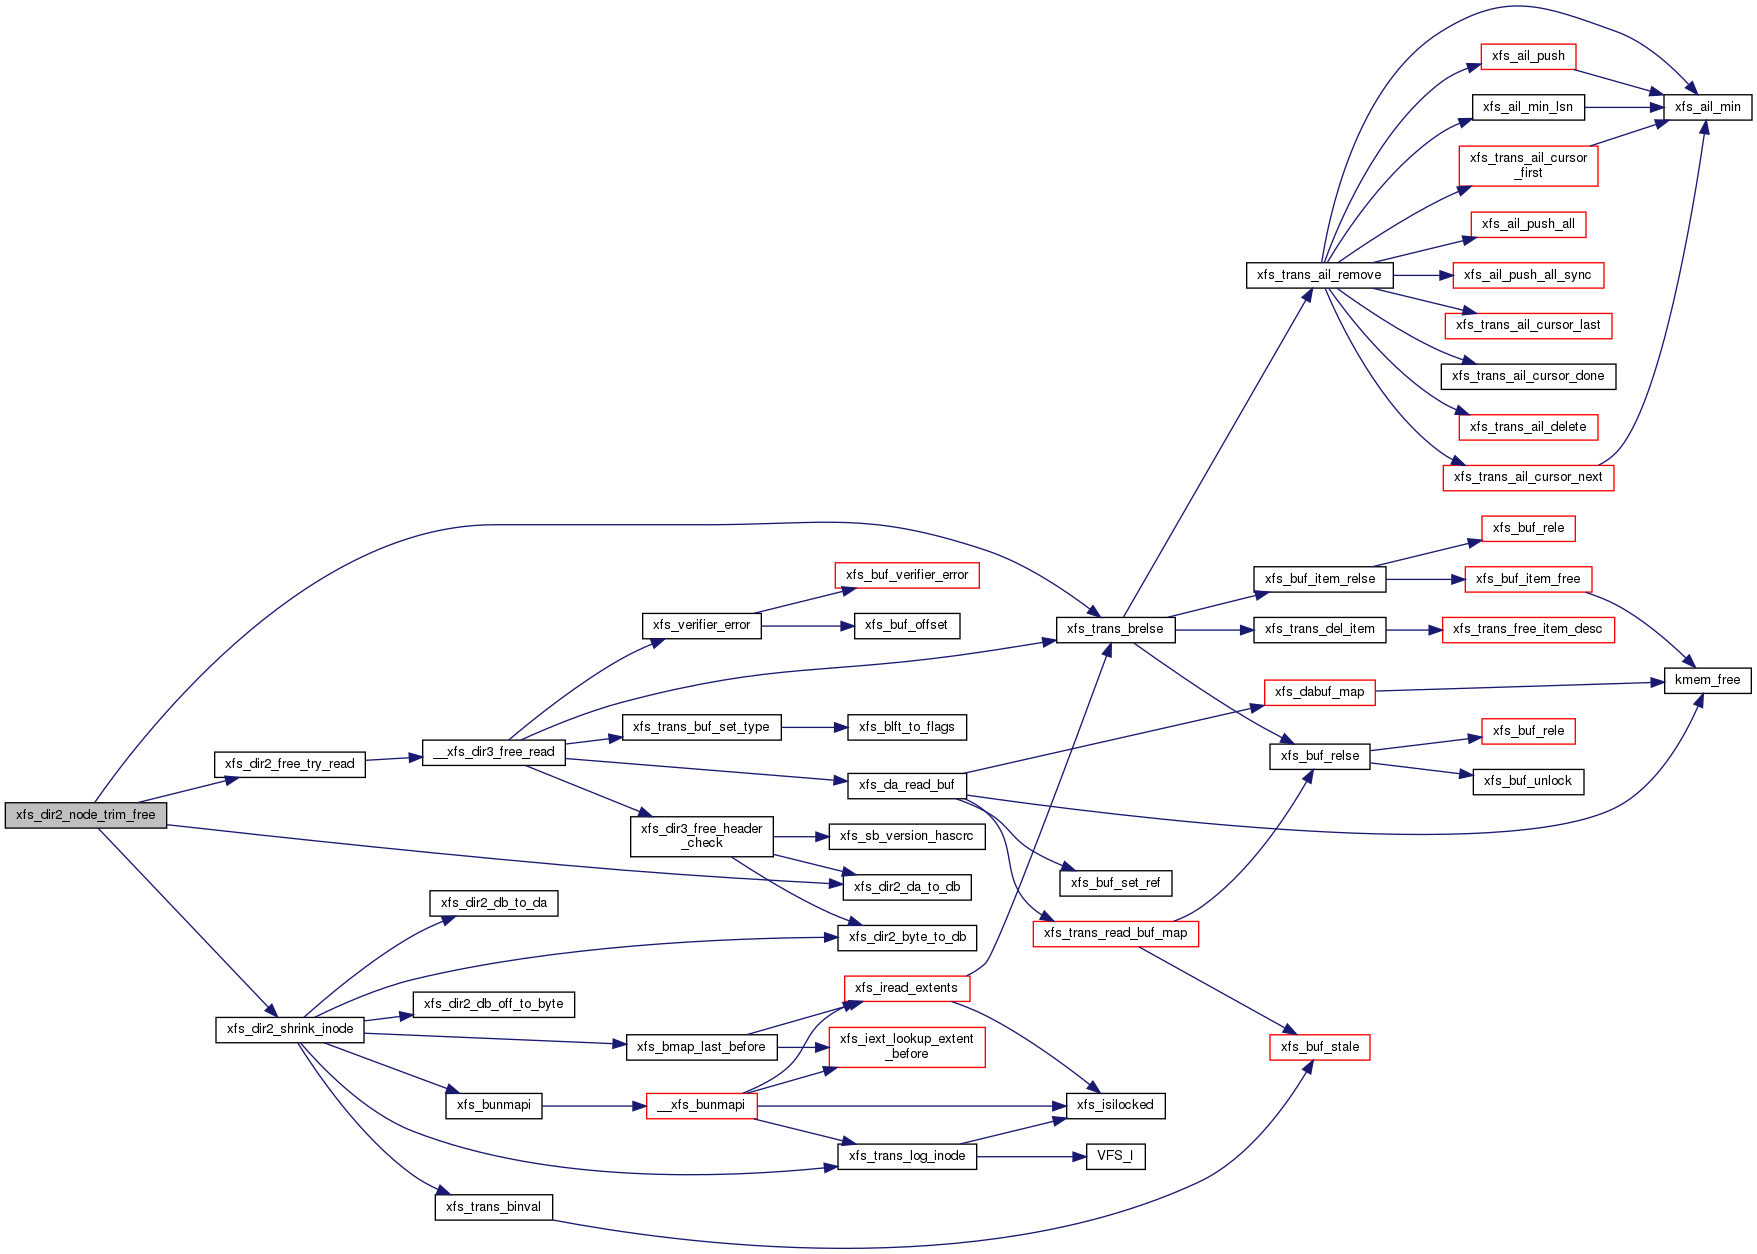 xfs_ail_push
xfs_ail_min_lsn
xfs_ail_min
xfs_trans_ail_cursor
_first
xfs_ail_push_all
xfs_trans_ail_remove
xfs_ail_push_all_sync
xfs_trans_ail_cursor_last
xfs_trans_ail_cursor_done
xfs_trans_ail_delete
xfs_trans_ail_cursor_next
xfs_buf_rele
xfs_buf_verifier_error
xfs_buf_item_relse
xfs_buf_item_free
xfs_verifier_error
xfs_buf_offset
xfs_trans_brelse
xfs_trans_del_item
xfs_trans_free_item_desc
xfs_dabuf_map
kmem_free
xfs_trans_buf_set_type
xfs_blft_to_flags
xfs_buf_rele
xfs_dir2_free_try_read
__xfs_dir3_free_read
xfs_buf_relse
xfs_da_read_buf
xfs_buf_unlock
xfs_dir2_node_trim_free
xfs_dir3_free_header
_check
xfs_sb_version_hascrc
xfs_dir2_da_to_db
xfs_buf_set_ref
xfs_dir2_db_to_da
xfs_dir2_byte_to_db
xfs_trans_read_buf_map
xfs_iread_extents
xfs_dir2_db_off_to_byte
xfs_dir2_shrink_inode
xfs_bmap_last_before
xfs_iext_lookup_extent
_before
xfs_buf_stale
xfs_bunmapi
__xfs_bunmapi
xfs_isilocked
xfs_trans_log_inode
VFS_I
xfs_trans_binval